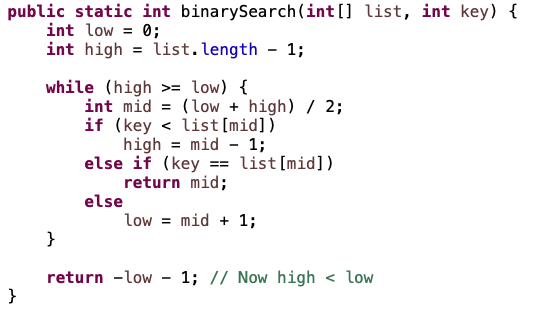 public static int binarySearch(int[] list, int key) {
    int low = 0;
    int high = list.length - 1;

    while (high >= low) {
        int mid = (low + high) / 2;
        if (key < list[mid])
            high = mid - 1;
        else if (key == list[mid])
            return mid;
        else
            low = mid + 1;
    }

    return -low - 1; // Now high < low
}